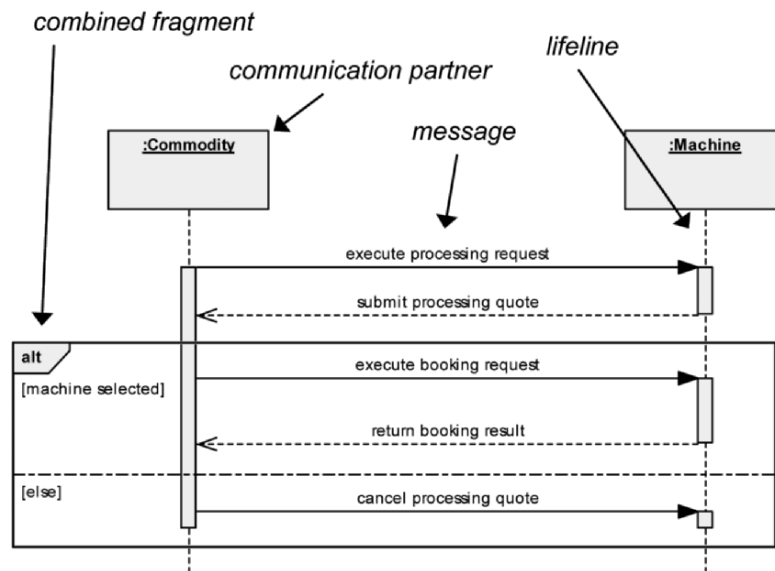 combined fragment
lifeline
communication partner
message
:Commodity
:Machine
execute processing request
submit processing quote
alt
execute booking request
[machine selected]
return booking result
[else]
cancel processing quote